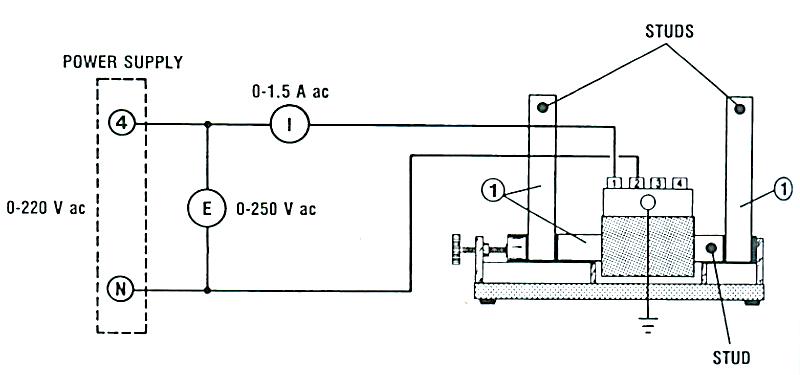 STUDS
POWER SUPPLY
0-1.5 A ac
4
I
1
2
3
4
1
1
0-220 V ac
E
0-250 V ac
N
STUD